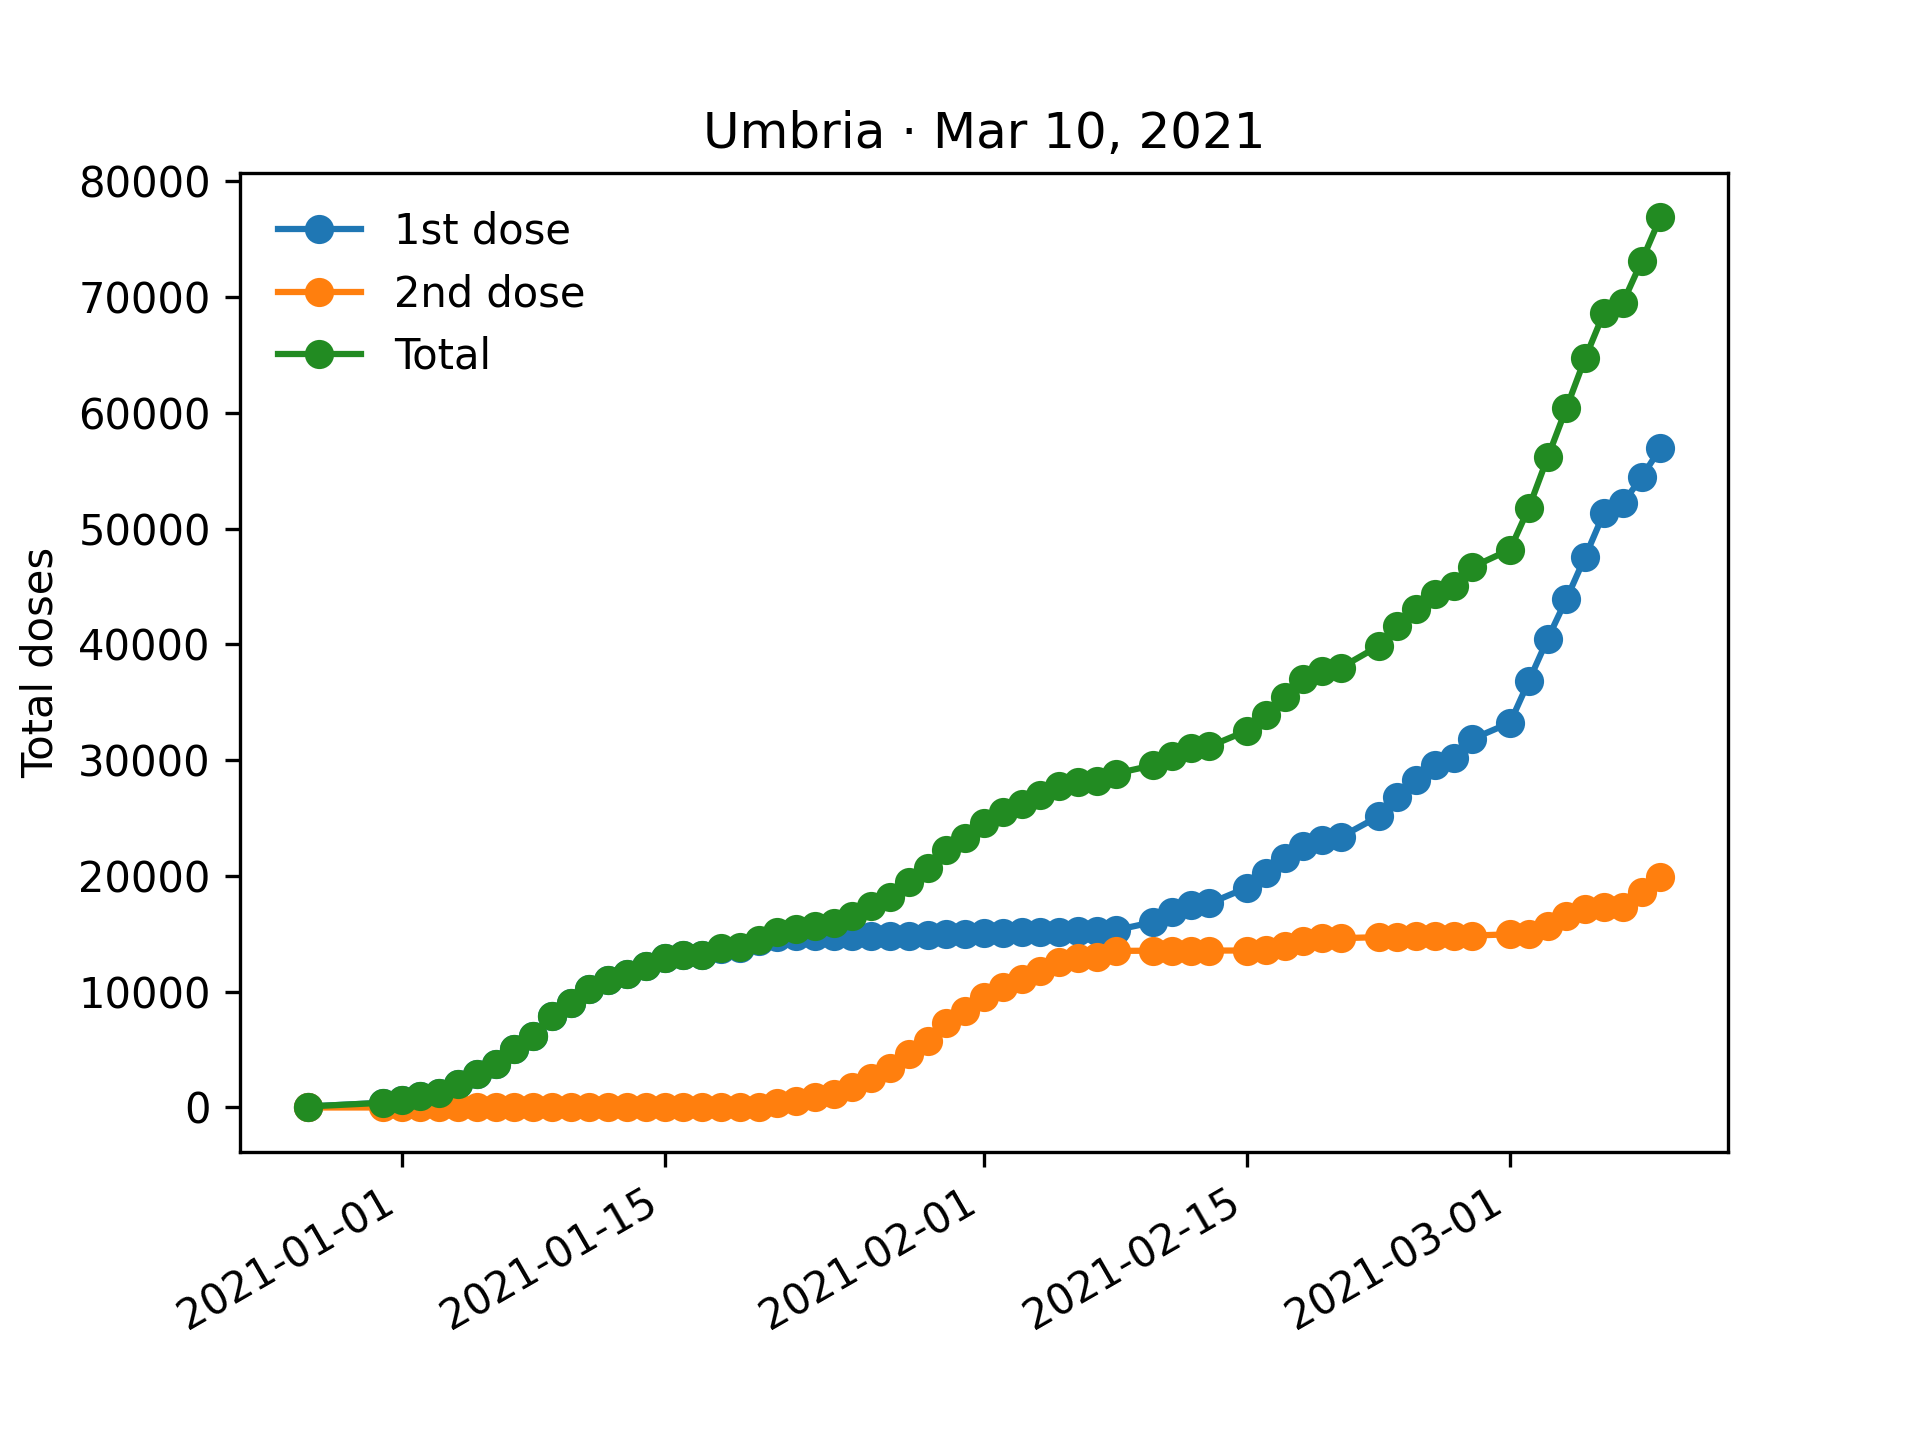 Umbria · Mar 10, 2021
80000
70000
60000
50000
40000
30000
20000
10000
0
Total doses
1st dose
2nd dose
Total
2021-01-01
2021-01-15
2021-02-01
2021-02-15
2021-03-01